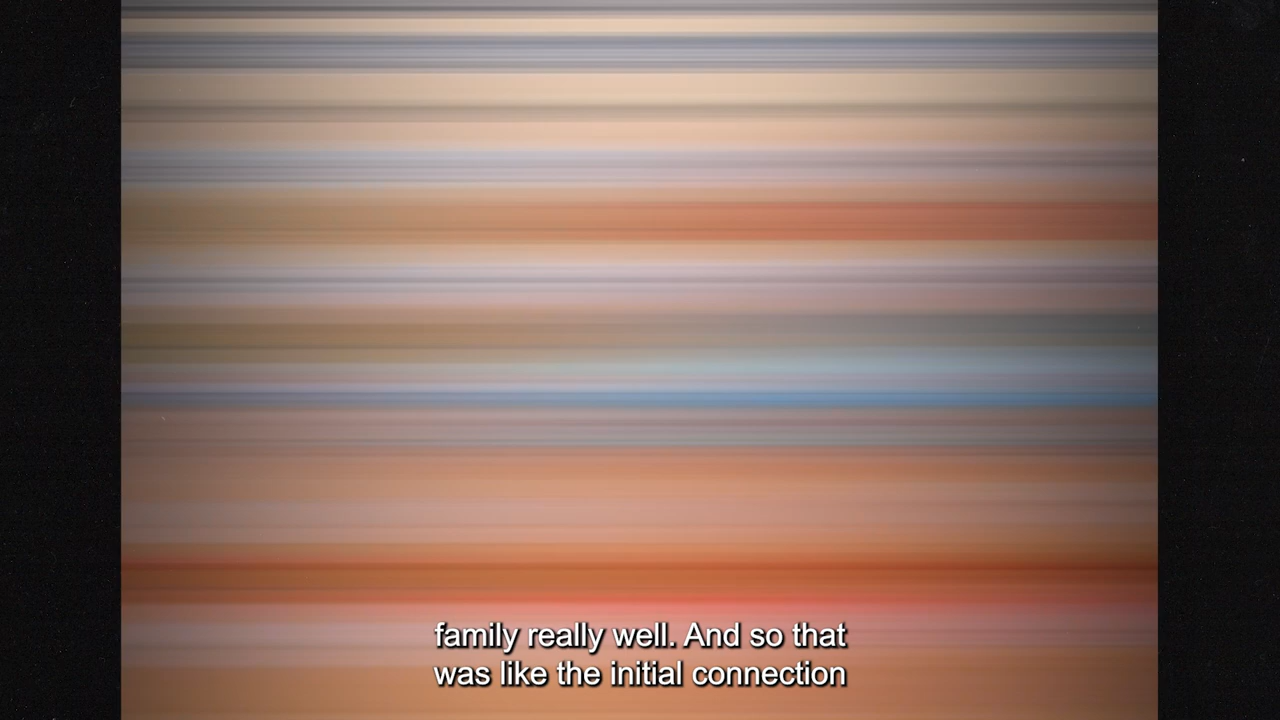 family really well. And so that
was like the initial connection